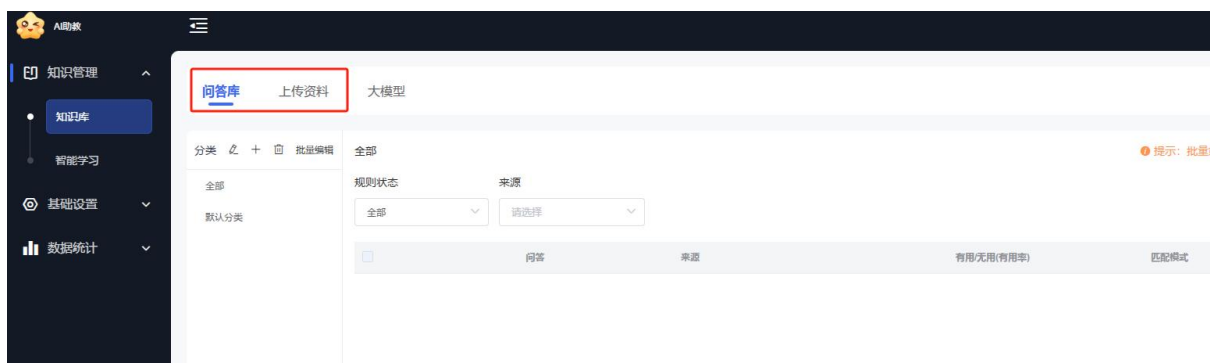 AI助教
知识管理
知识库
智能学习
基础设置
数据统计
问答库 上传资料 大模型
分类 批量编辑
全部
默认分类
全部
提示：批量
规则状态 来源
全部 请选择
问答 来源 有用/无用(有用率) 匹配模式